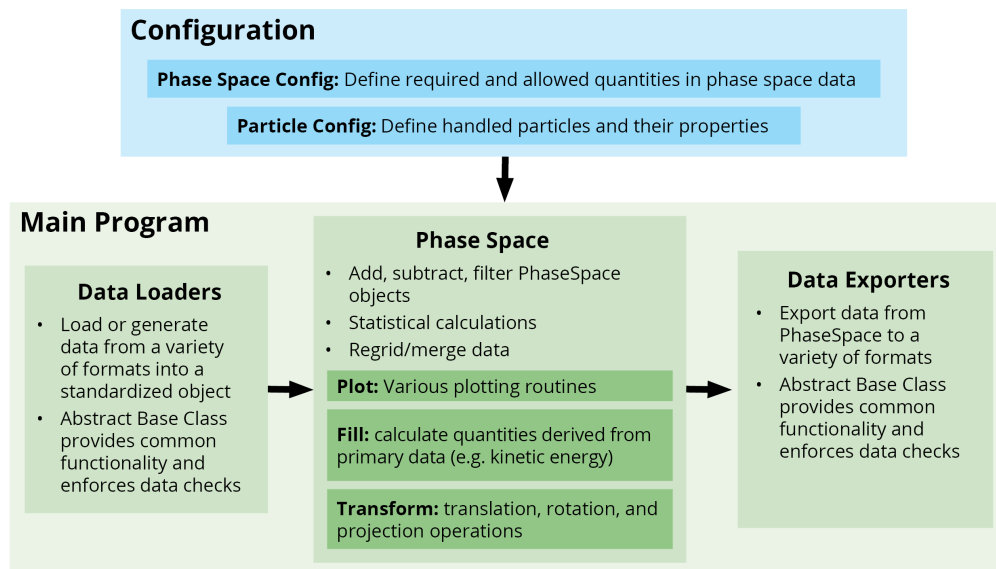 Configuration
Phase Space Config: Define required and allowed quantities in phase space data
Particle Config: Define handled particles and their properties
Main Program
Data Loaders
• Load or generate
data from a variety
of formats into a
standardized object
• Abstract Base Class
provides common
functionality and
enforces data checks
Phase Space
• Add, subtract, filter PhaseSpace
objects
• Statistical calculations
• Regrid/merge data
Plot: Various plotting routines
Fill: calculate quantities derived from
primary data (e.g. kinetic energy)
Transform: translation, rotation, and
projection operations
Data Exporters
• Export data from
PhaseSpace to a
variety of formats
• Abstract Base Class
provides common
functionality and
enforces data checks